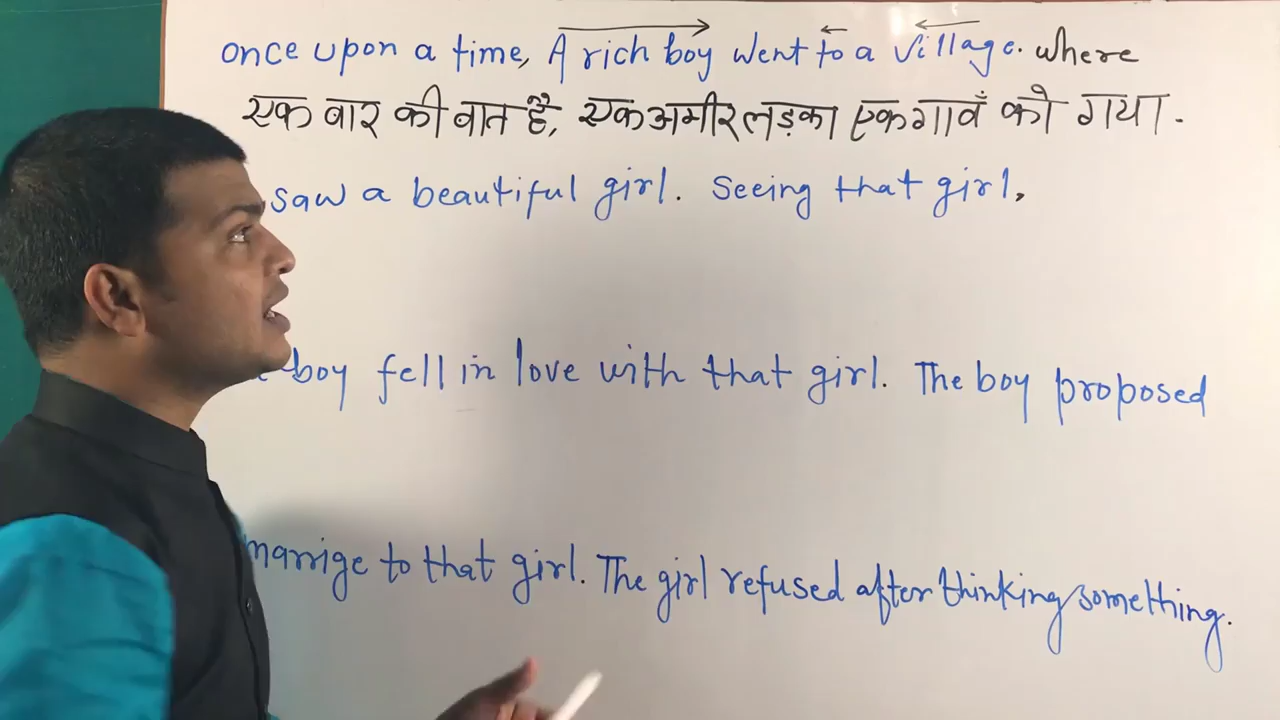 once upon a time, A rich boy went to a village. where
एक बार की बात है, एक अमीर लड़का एक गावँ को गया.
saw a beautiful girl. Seeing that girl,
boy fell in love with that girl. The boy proposed
marrige to that girl. The girl refused after thinking something.